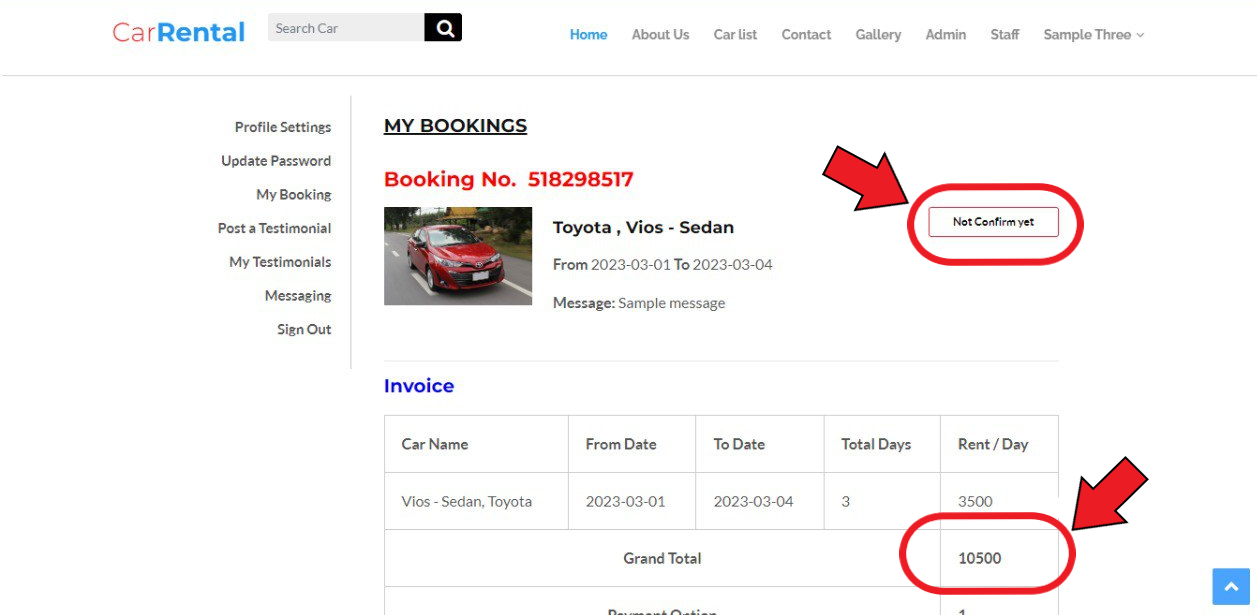 CarRental
Search Car
Home About Us Car list Contact Gallery Admin Staff Sample Three
Profile Settings
Update Password
My Booking
Post a Testimonial
My Testimonials
Messaging
Sign Out
MY BOOKINGS
Booking No. 518298517
Toyota , Vios - Sedan
Not Confirm yet
From 2023-03-01 To 2023-03-04
Message: Sample message
Invoice
Car Name From Date To Date Total Days Rent / Day
Vios - Sedan, Toyota 2023-03-01 2023-03-04 3 3500
Grand Total 10500
Payment Option 1